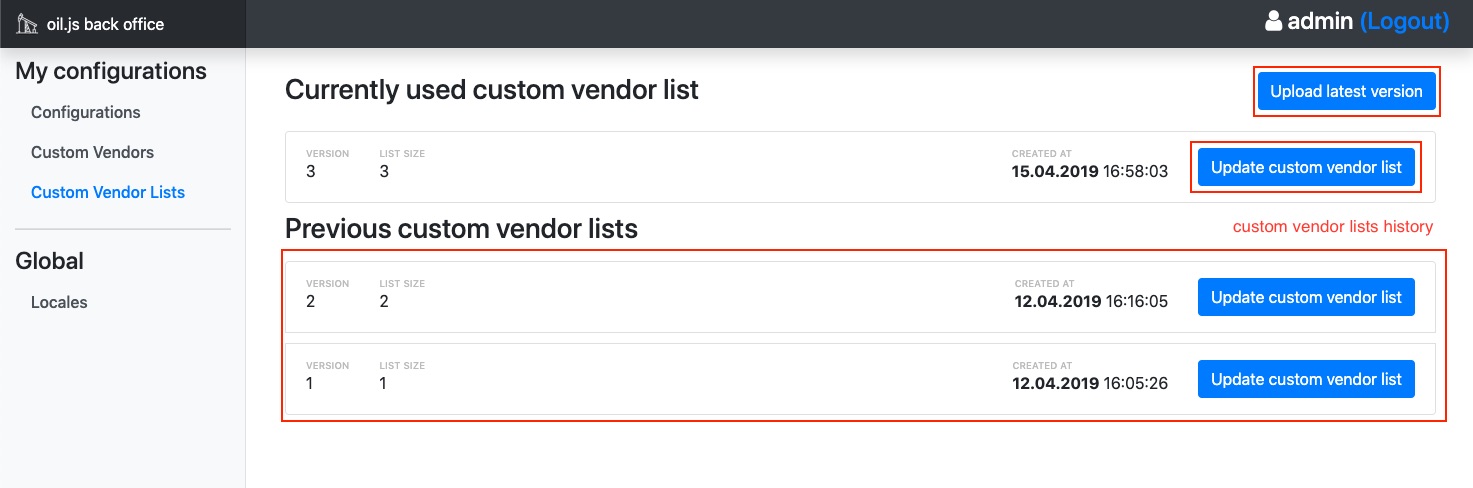 oil.js back office
admin (Logout)
My configurations
Configurations
Custom Vendors
Custom Vendor Lists
Global
Locales
Currently used custom vendor list
Upload latest version
VERSION LIST SIZE CREATED AT
3 3 15.04.2019 16:58:03
Update custom vendor list
Previous custom vendor lists
custom vendor lists history
VERSION LIST SIZE CREATED AT
2 2 12.04.2019 16:16:05
Update custom vendor list
VERSION LIST SIZE CREATED AT
1 1 12.04.2019 16:05:26
Update custom vendor list